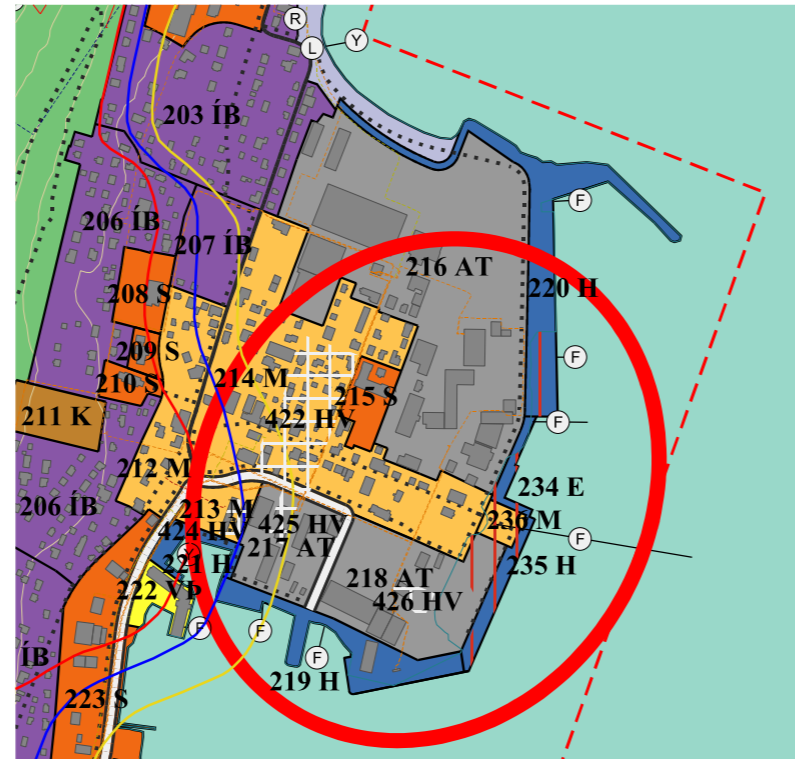 R
L
Y
203 ÍB
F
206 ÍB
207 ÍB
216 AT
220 H
208 S
209 S
F
210 S
214 M
215 S
211 K
422 HV
F
212 M
234 E
206 ÍB
213 M
236 M
424 HV
425 HV
F
217 AT
221 H
235 H
218 AT
222 VÞ
426 HV
F
F
F
ÍB
219 H
223 S